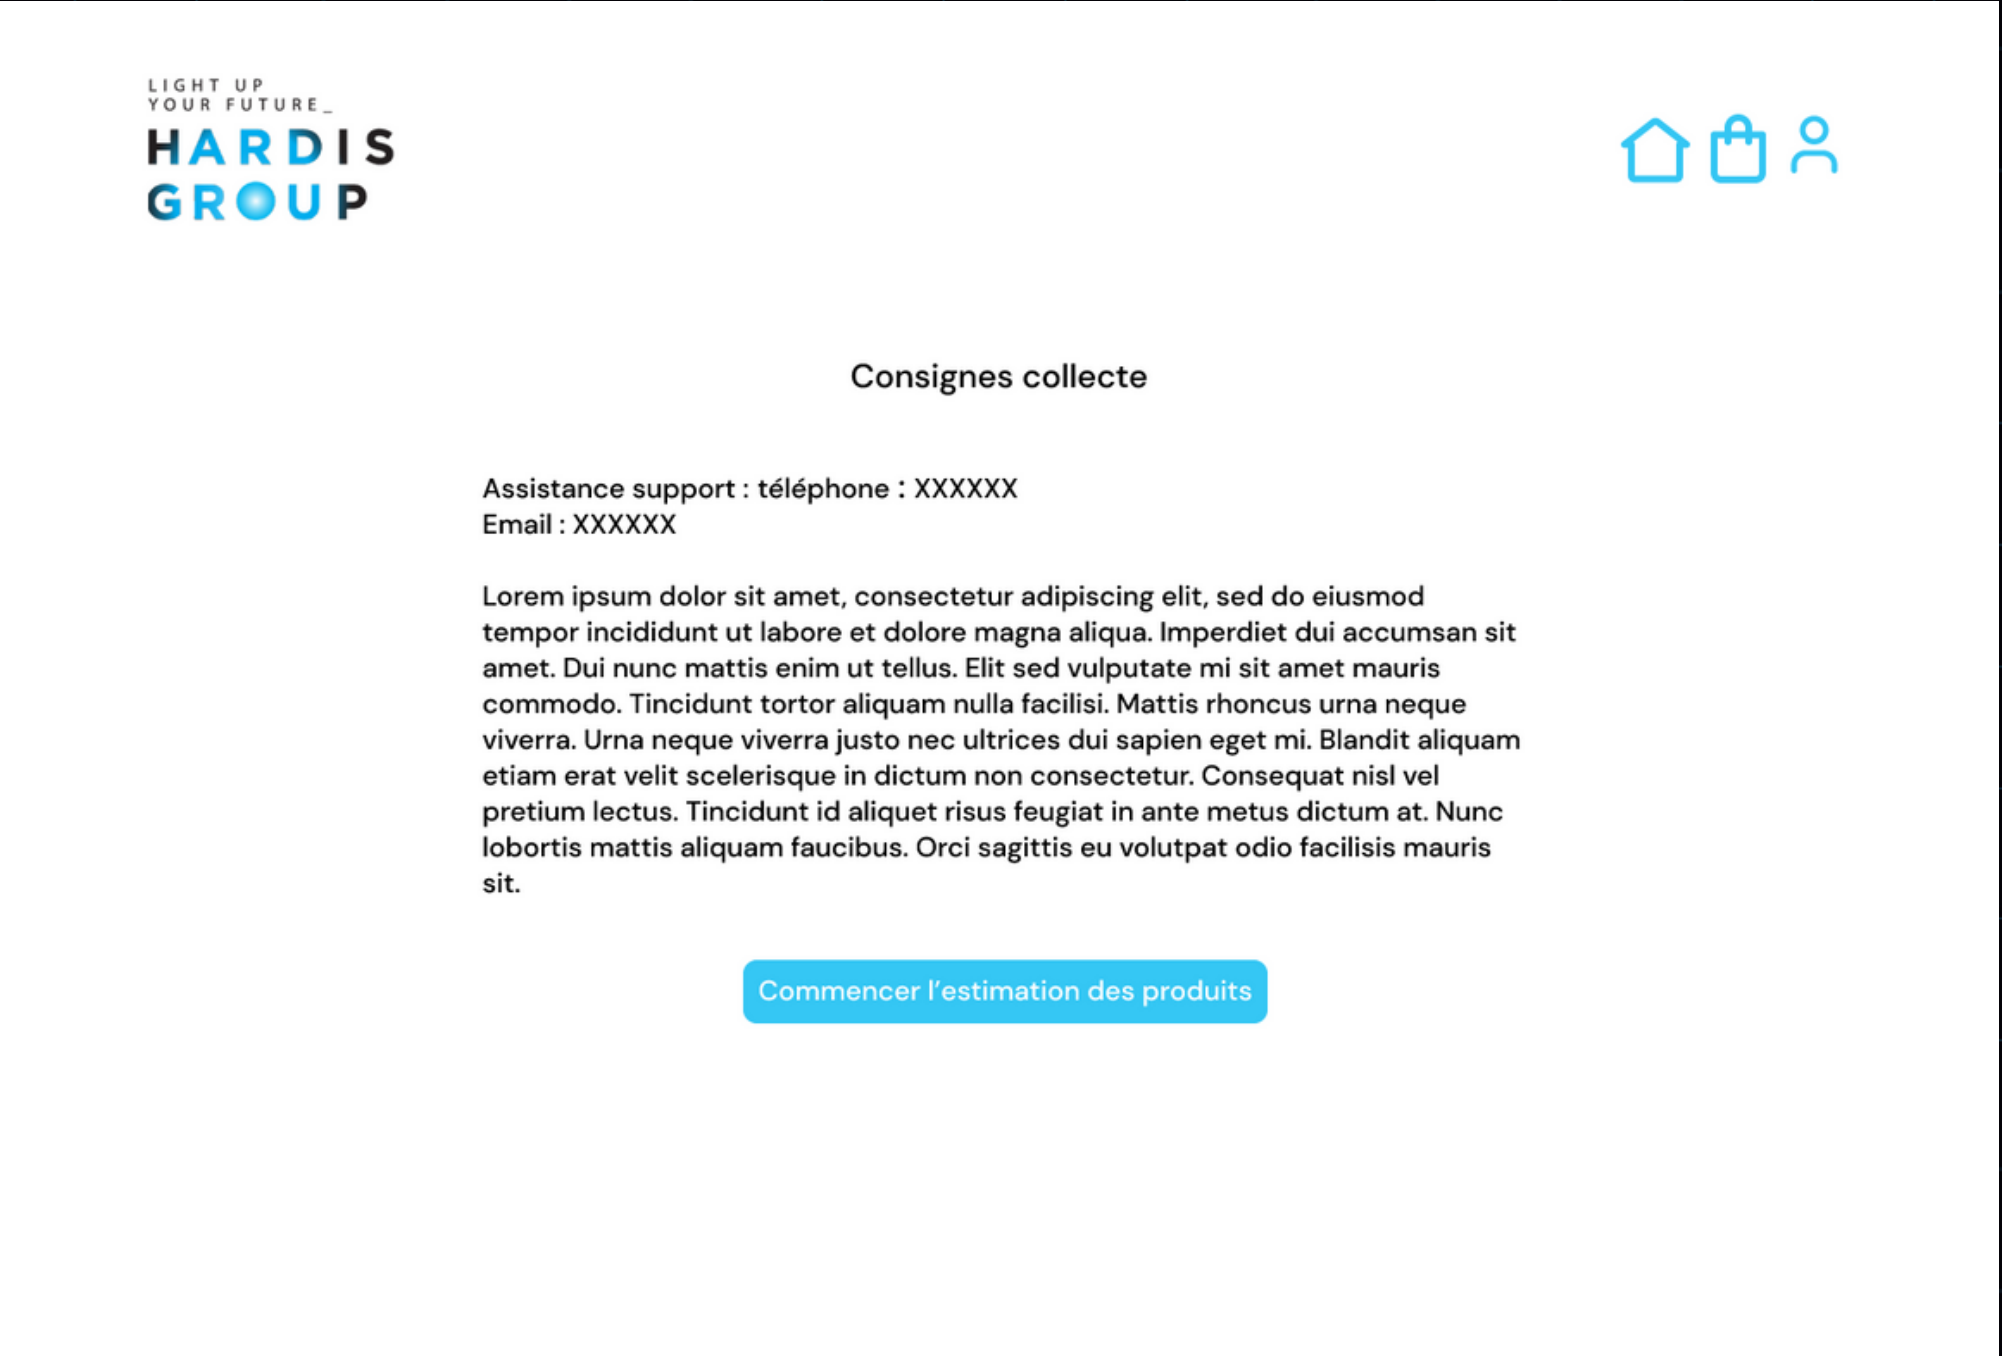 LIGHT UP
YOUR FUTURE_
HARDIS
GROUP
Consignes collecte
Assistance support : téléphone : XXXXXX
Email : XXXXXX
Lorem ipsum dolor sit amet, consectetur adipiscing elit, sed do eiusmod
tempor incididunt ut labore et dolore magna aliqua. Imperdiet dui accumsan sit
amet. Dui nunc mattis enim ut tellus. Elit sed vulputate mi sit amet mauris
commodo. Tincidunt tortor aliquam nulla facilisi. Mattis rhoncus urna neque
viverra. Urna neque viverra justo nec ultrices dui sapien eget mi. Blandit aliquam
etiam erat velit scelerisque in dictum non consectetur. Consequat nisl vel
pretium lectus. Tincidunt id aliquet risus feugiat in ante metus dictum at. Nunc
lobortis mattis aliquam faucibus. Orci sagittis eu volutpat odio facilisis mauris
sit.
Commencer l’estimation des produits